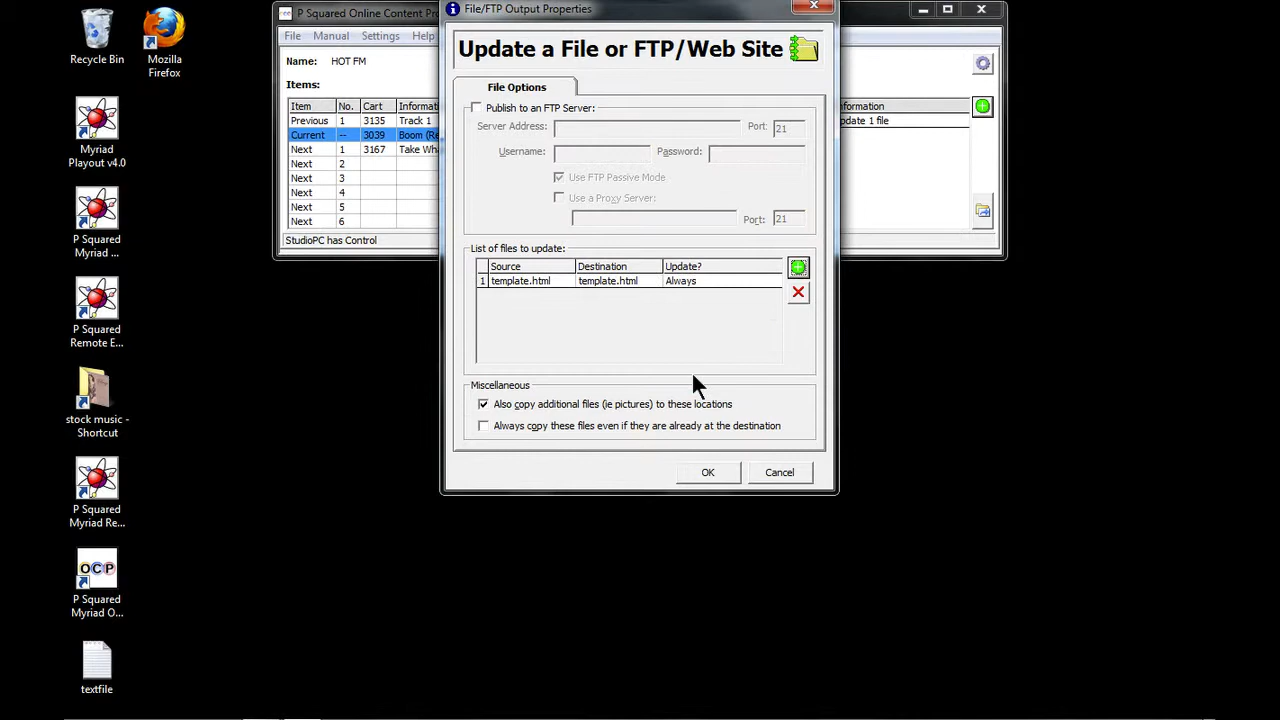 Recycle Bin
Mozilla
Firefox
Myriad
Playout v4.0
P Squared
Myriad ...
P Squared
Remote E...
stock music -
Shortcut
P Squared
Myriad Re...
OCP
P Squared
Myriad O...
textfile
P Squared Online Content Pr
File Manual Settings Help
Name: HOT FM
Items:
Item No. Cart Informati
Previous 1 3135 Track 1
Current -- 3039 Boom (Re
Next 1 3167 Take Wh
Next 2
Next 3
Next 4
Next 5
Next 6
StudioPC has Control
nformation
pdate 1 file
File/FTP Output Properties
Update a File or FTP/Web Site
File Options
Publish to an FTP Server:
Server Address: Port: 21
Username: Password:
Use FTP Passive Mode
Use a Proxy Server:
Port: 21
List of files to update:
Source Destination Update?
1 template.html template.html Always
Miscellaneous
Also copy additional files (ie pictures) to these locations
Always copy these files even if they are already at the destination
OK Cancel